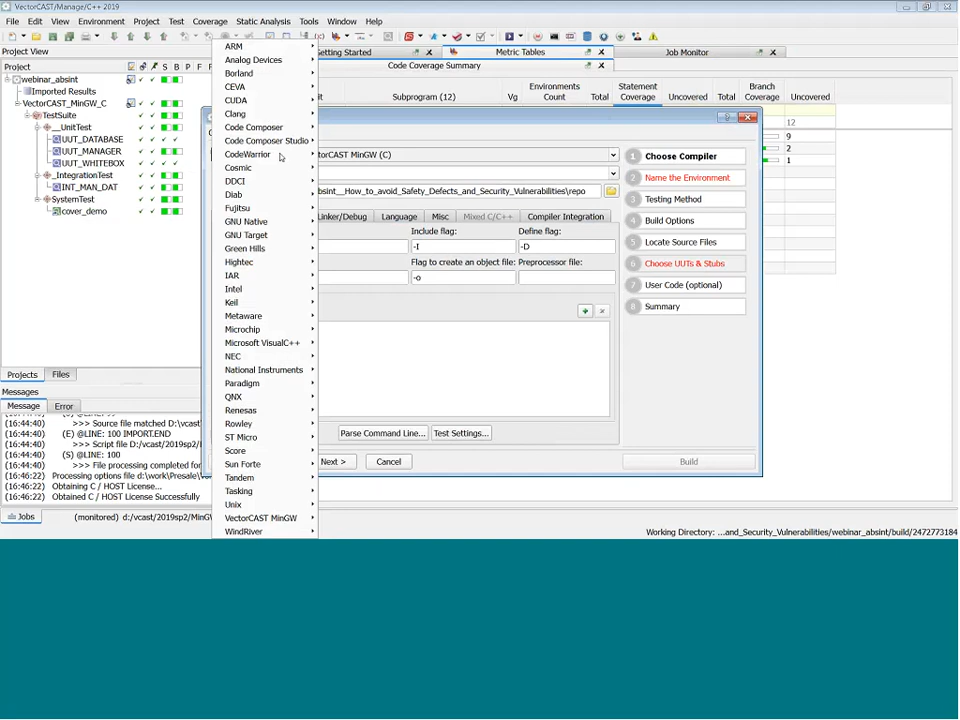 VectorCAST/Manage/C++ 2019
File Edit View Environment Project Test Coverage Static Analysis Tools Window Help
Project View
Getting Started
Metric Tables
Job Monitor
Code Coverage Summary
Project
S B P F
webinar_absint
Imported Results
VectorCAST_MinGW_C
TestSuite
__UnitTest
UUT_DATABASE
UUT_MANAGER
UUT_WHITEBOX
_IntegrationTest
INT_MAN_DAT
SystemTest
cover_demo
Projects Files
Messages
Message Error
(S) @LINE: 99
(16:44:40) >>> Source file matched D:\vcast/2
(16:44:40) (E) @LINE: 100 IMPORT.END
(16:44:40) >>> Script file D:/vcast/2019sp2/M
(16:44:40) (S) @LINE: 100
(16:44:40) >>> File processing completed for
(16:46:22) Processing options file d:\work\Presale\
(16:46:22) Obtaining C / HOST License...
(16:46:22) Obtained C / HOST License Successfully
Jobs (monitored) d:/vcast/2019sp2/MinG
ARM
Analog Devices
Borland
CEVA
CUDA
Clang
Code Composer
Code Composer Studio
CodeWarrior
Cosmic
DDCI
Diab
Fujitsu
GNU Native
GNU Target
Green Hills
Hightec
IAR
Intel
Keil
Metaware
Microchip
Microsoft VisualC++
NEC
National Instruments
Paradigm
QNX
Renesas
Rowley
ST Micro
Score
Sun Forte
Tandem
Tasking
Unix
VectorCAST MinGW
WindRiver
Subprogram (12) Vg Environments Count Total Statement Coverage Uncovered Total Branch Coverage Uncovered
12
9
2
1
torCAST MinGW (C)
bsint__How_to_avoid_Safety_Defects_and_Security_Vulnerabilities\repo
Linker/Debug Language Misc Mixed C/C++ Compiler Integration
Include flag: Define flag:
-I -D
Flag to create an object file: Preprocessor file:
-o
Parse Command Line... Test Settings...
Next > Cancel
1 Choose Compiler
2 Name the Environment
3 Testing Method
4 Build Options
5 Locate Source Files
6 Choose UUTs & Stubs
7 User Code (optional)
8 Summary
Build
Working Directory: ...and_Security_Vulnerabilities/webinar_absint/build/2472773184